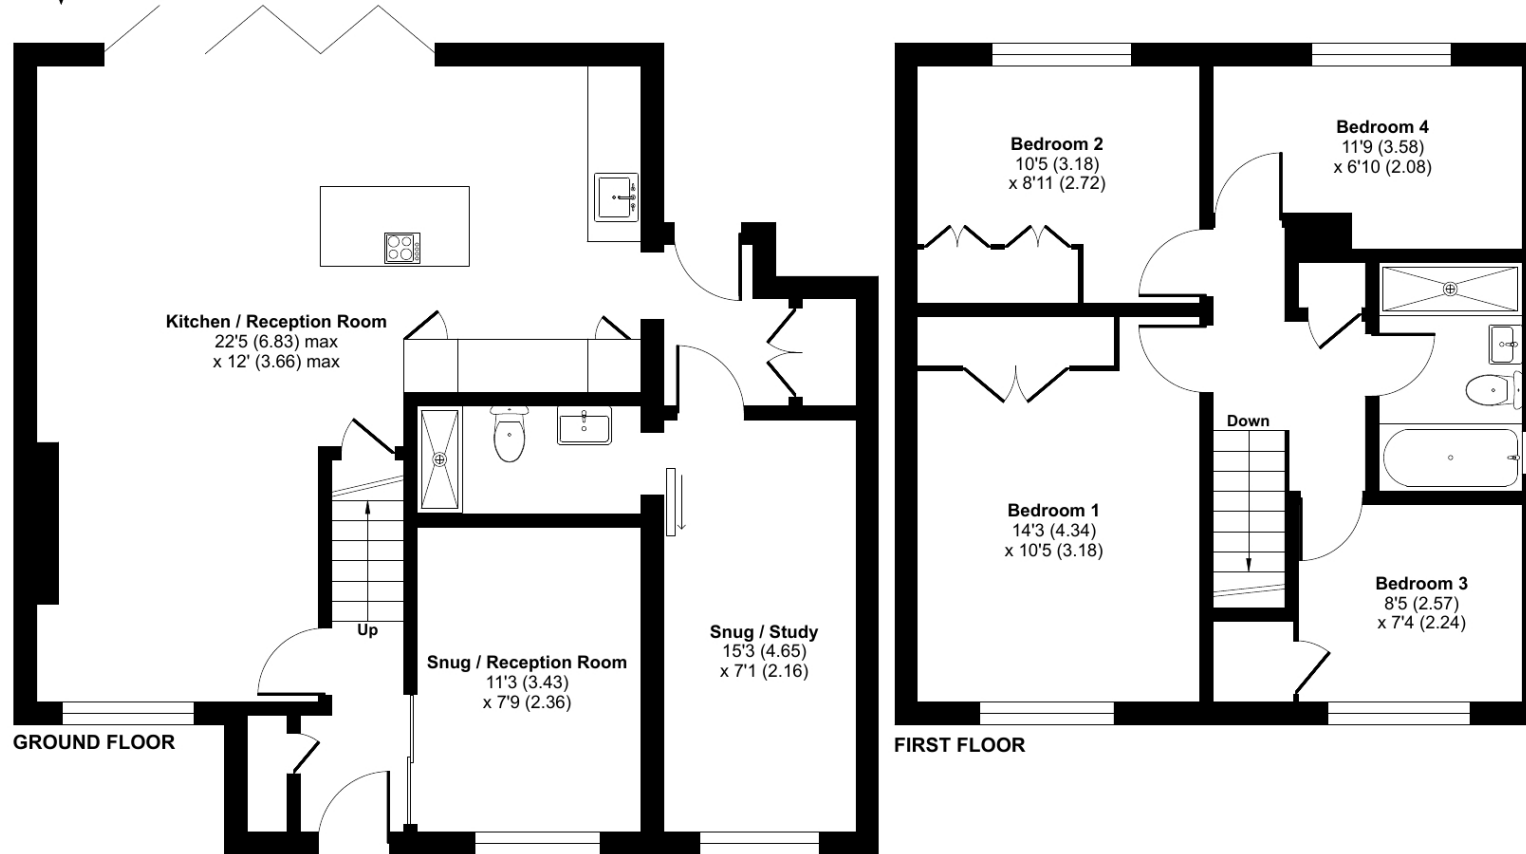 Kitchen / Reception Room
22'5 (6.83) max
x 12' (3.66) max
Up
Snug / Reception Room
11'3 (3.43)
x 7'9 (2.36)
Snug / Study
15'3 (4.65)
x 7'1 (2.16)
GROUND FLOOR
Bedroom 2
10'5 (3.18)
x 8'11 (2.72)
Bedroom 4
11'9 (3.58)
x 6'10 (2.08)
Down
Bedroom 1
14'3 (4.34)
x 10'5 (3.18)
Bedroom 3
8'5 (2.57)
x 7'4 (2.24)
FIRST FLOOR